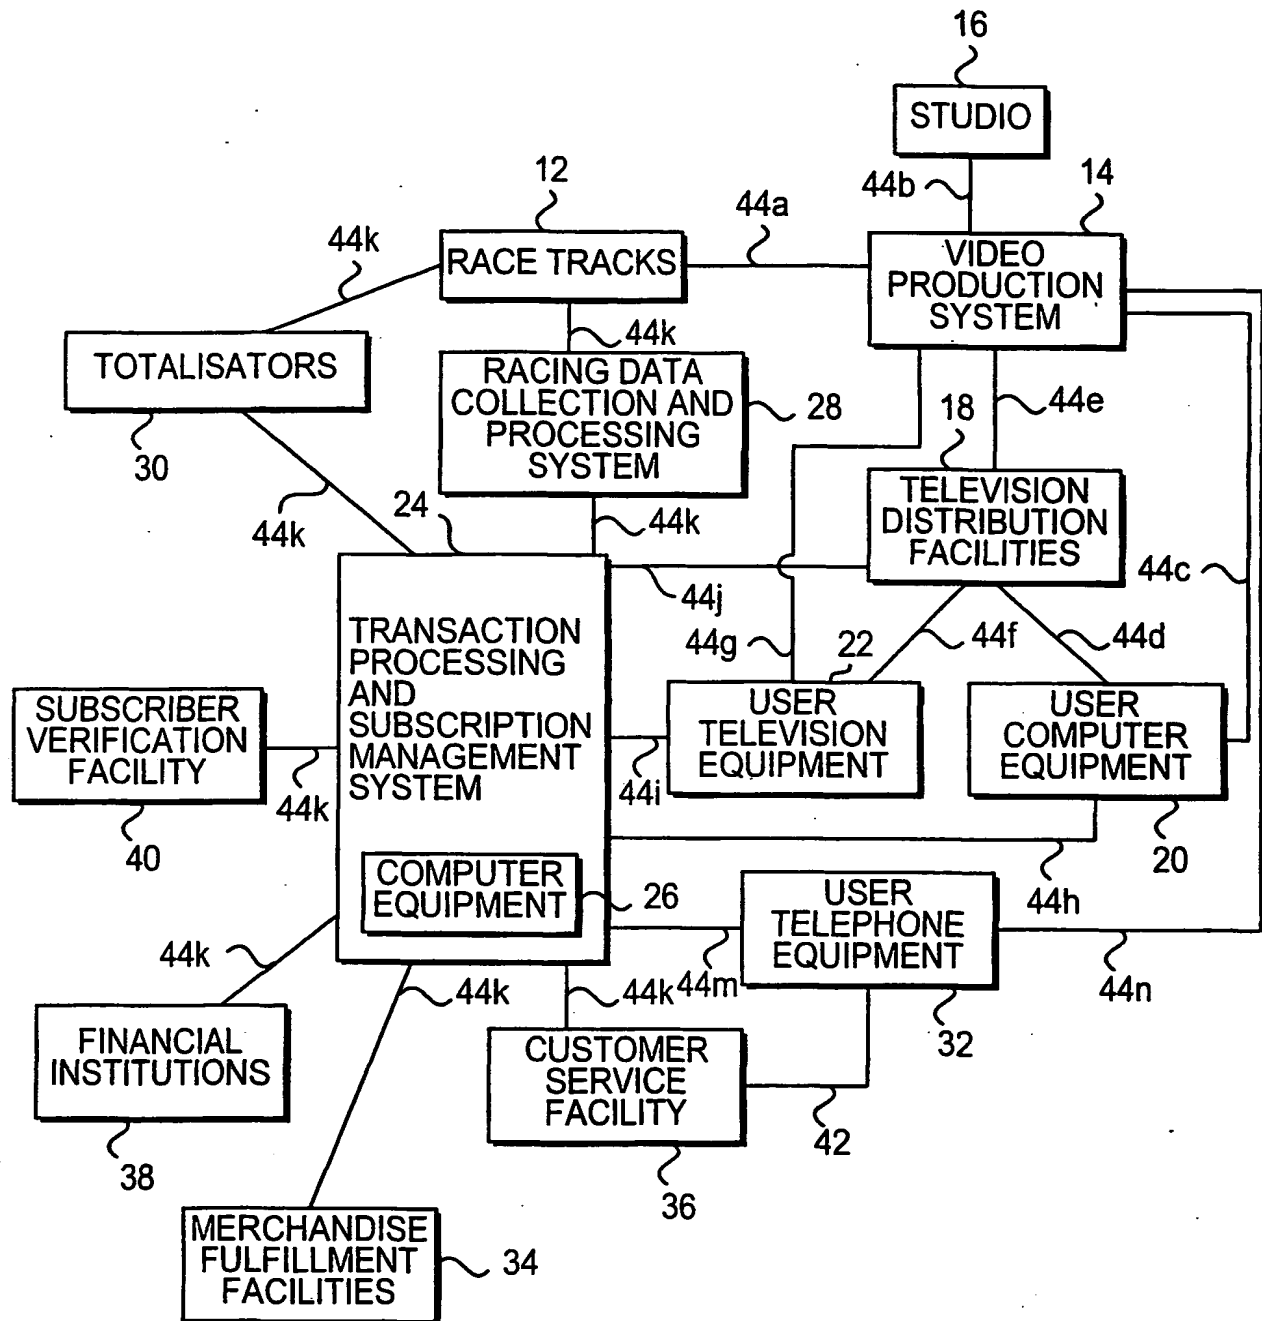 16
STUDIO
44b
12
14
44a
44k
RACE TRACKS
VIDEO
PRODUCTION
SYSTEM
44k
TOTALISATORS
RACING DATA
COLLECTION AND
PROCESSING
SYSTEM
28
44e
18
30
TELEVISION
DISTRIBUTION
FACILITIES
44k
24
44k
44c
44j
TRANSACTION
PROCESSING
AND
SUBSCRIPTION
MANAGEMENT
SYSTEM
44g
22
44f
44d
SUBSCRIBER
VERIFICATION
FACILITY
USER
TELEVISION
EQUIPMENT
USER
COMPUTER
EQUIPMENT
44k
44i
40
20
COMPUTER
EQUIPMENT
26
USER
TELEPHONE
EQUIPMENT
44h
44k
44k
44k
44m
44n
FINANCIAL
INSTITUTIONS
CUSTOMER
SERVICE
FACILITY
32
42
38
36
MERCHANDISE
FULFILLMENT
FACILITIES
34